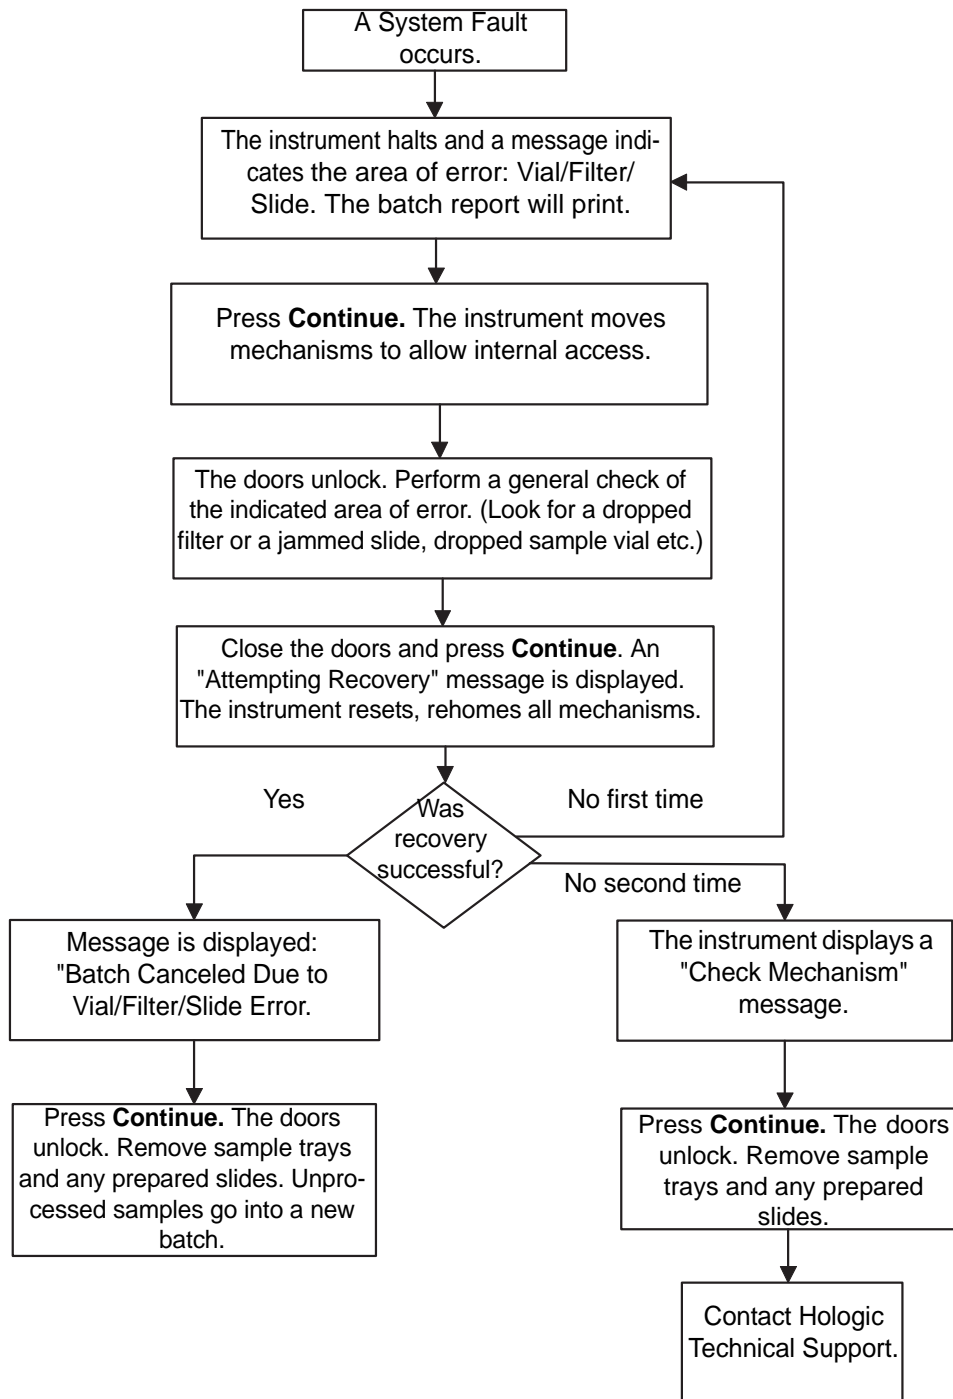 A System Fault
occurs.
The instrument halts and a message indi-
cates the area of error: Vial/Filter/
Slide. The batch report will print.
Press Continue. The instrument moves
mechanisms to allow internal access.
The doors unlock. Perform a general check of
the indicated area of error. (Look for a dropped
filter or a jammed slide, dropped sample vial etc.)
Close the doors and press Continue. An
"Attempting Recovery" message is displayed.
The instrument resets, rehomes all mechanisms.
Yes
No first time
Was
recovery
successful?
No second time
Message is displayed:
"Batch Canceled Due to
Vial/Filter/Slide Error.
Press Continue. The doors
unlock. Remove sample trays
and any prepared slides. Unpro-
cessed samples go into a new
batch.
The instrument displays a
"Check Mechanism"
message.
Press Continue. The doors
unlock. Remove sample
trays and any prepared
slides.
Contact Hologic
Technical Support.